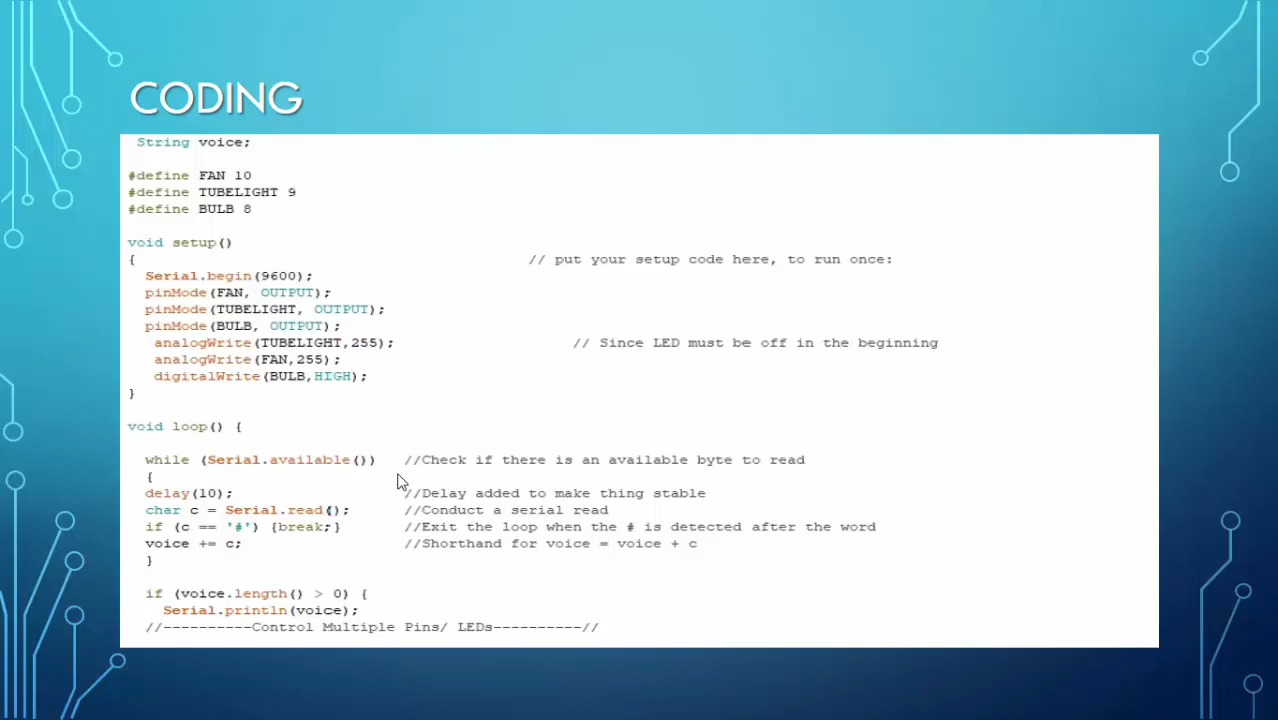 CODING
String voice;
#define FAN 10
#define TUBELIGHT 9
#define BULB 8
void setup()
{ // put your setup code here, to run once:
Serial.begin(9600);
pinMode(FAN, OUTPUT);
pinMode(TUBELIGHT, OUTPUT);
pinMode(BULB, OUTPUT);
analogWrite(TUBELIGHT,255); // Since LED must be off in the beginning
analogWrite(FAN,255);
digitalWrite(BULB,HIGH);
}
void loop() {
while (Serial.available()) //Check if there is an available byte to read
{
delay(10); //Delay added to make thing stable
char c = Serial.read(); //Conduct a serial read
if (c == '#') {break;} //Exit the loop when the # is detected after the word
voice += c; //Shorthand for voice = voice + c
}
if (voice.length() > 0) {
Serial.println(voice);
//----------Control Multiple Pins/ LEDs----------//